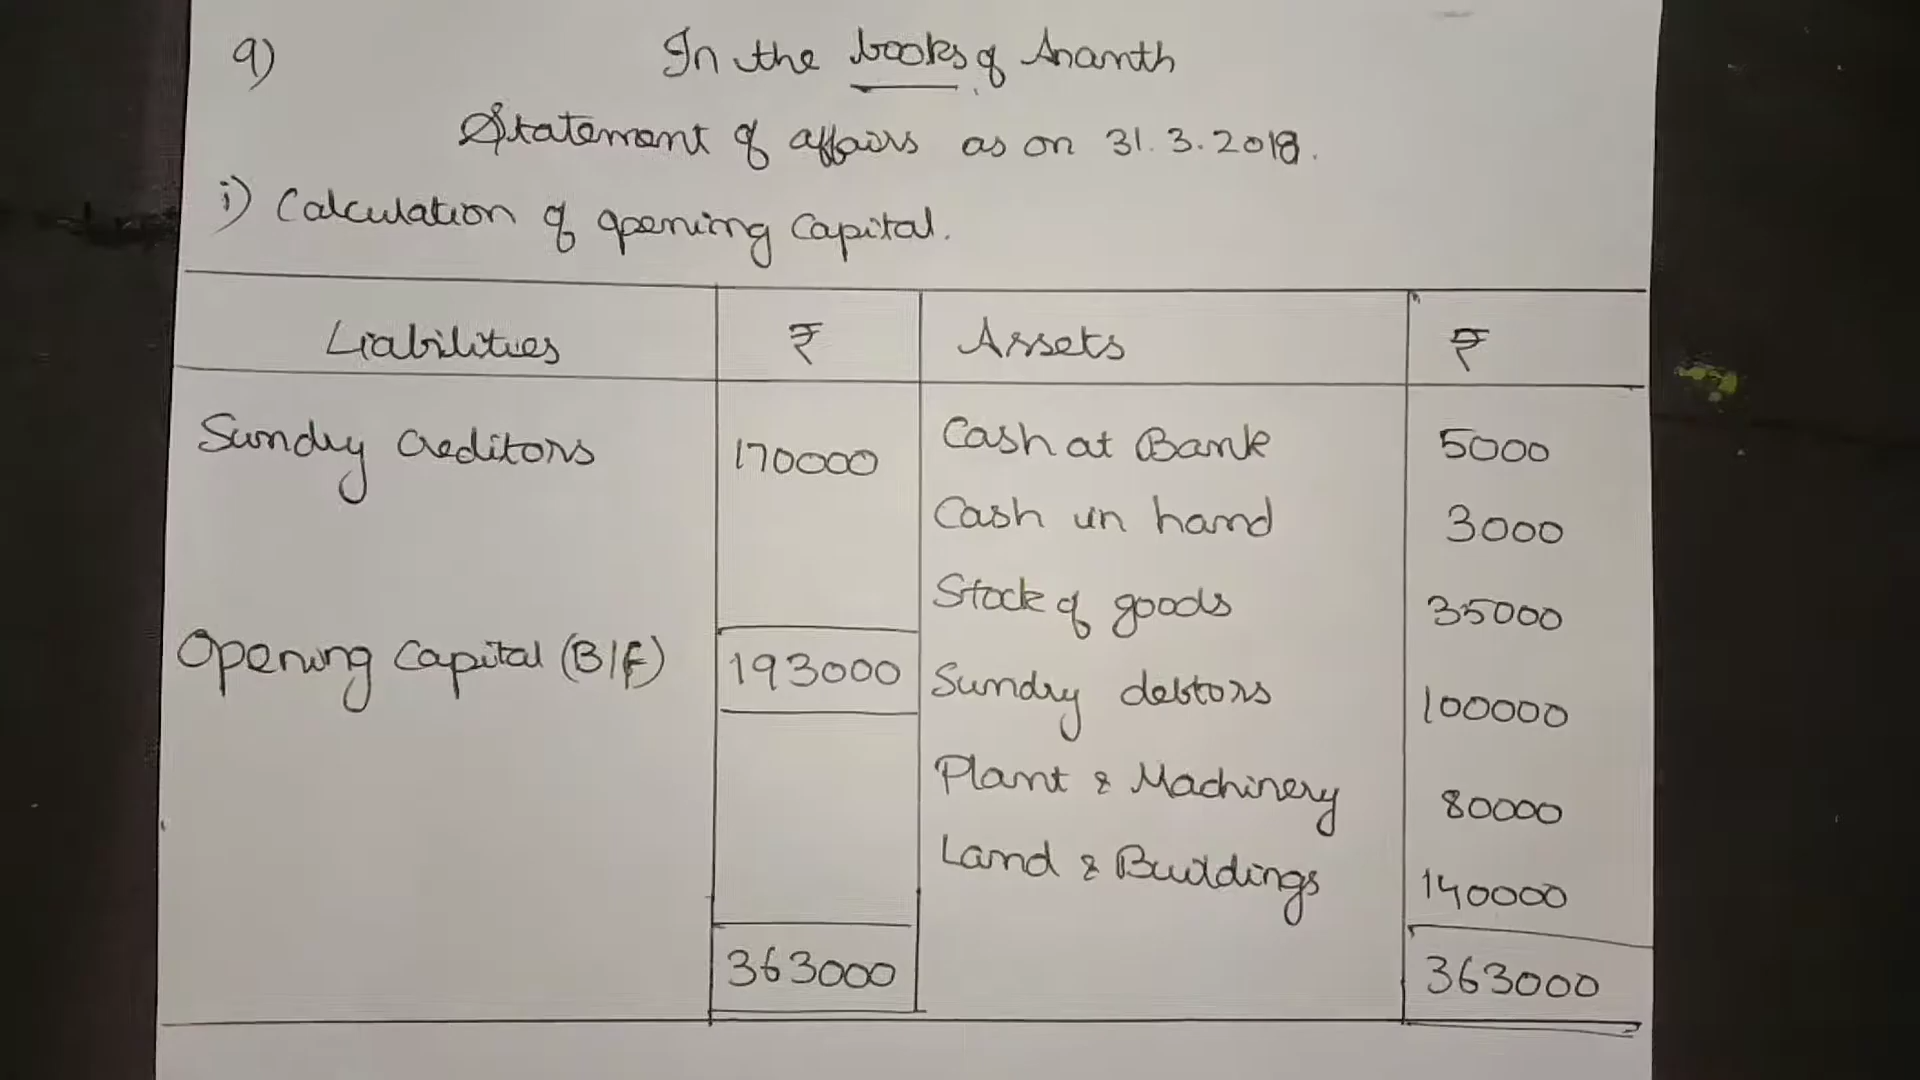 9) In the books of Ananth
Statement of affairs as on 31.3.2018.
i) Calculation of opening Capital.
Liabilities ₹ Assets ₹
Sundry Creditors 170000 Cash at Bank 5000
Cash in hand 3000
Stock of goods 35000
Opening Capital (B/F) 193000 Sundry debtors 100000
Plant & Machinery 80000
Land & Buildings 140000
363000 363000